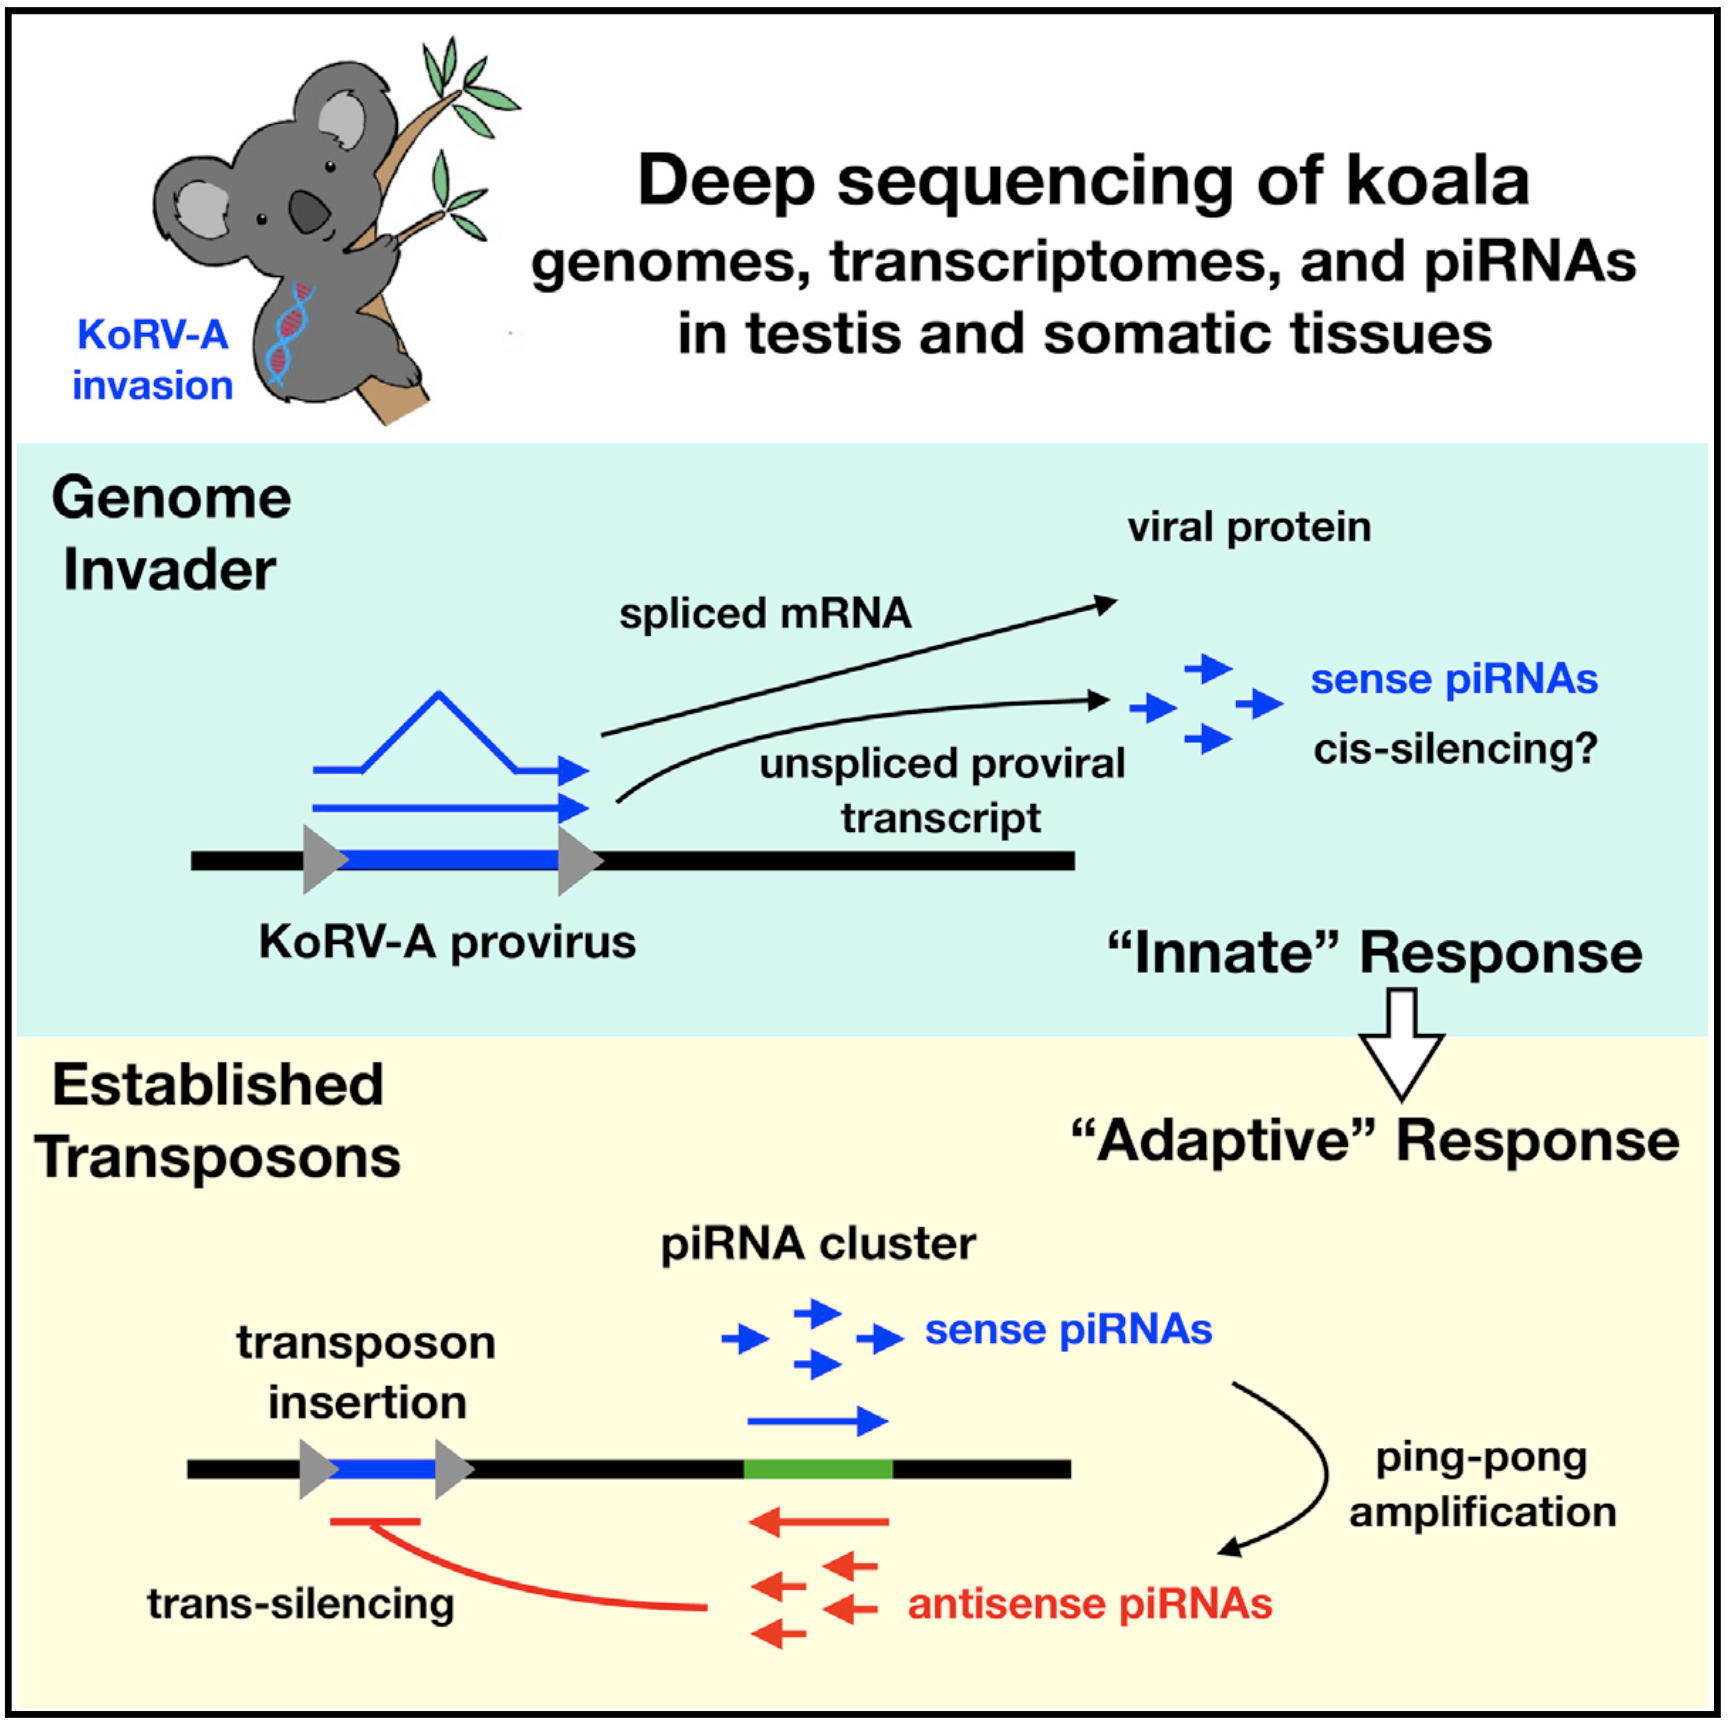 Deep sequencing of koala
genomes, transcriptomes, and piRNAs
in testis and somatic tissues
KoRV-A
invasion
Genome
Invader
viral protein
spliced mRNA
sense piRNAs
cis-silencing?
unspliced proviral
transcript
KoRV-A provirus
“Innate” Response
Established
Transposons
“Adaptive” Response
piRNA cluster
sense piRNAs
transposon
insertion
ping-pong
amplification
trans-silencing
antisense piRNAs